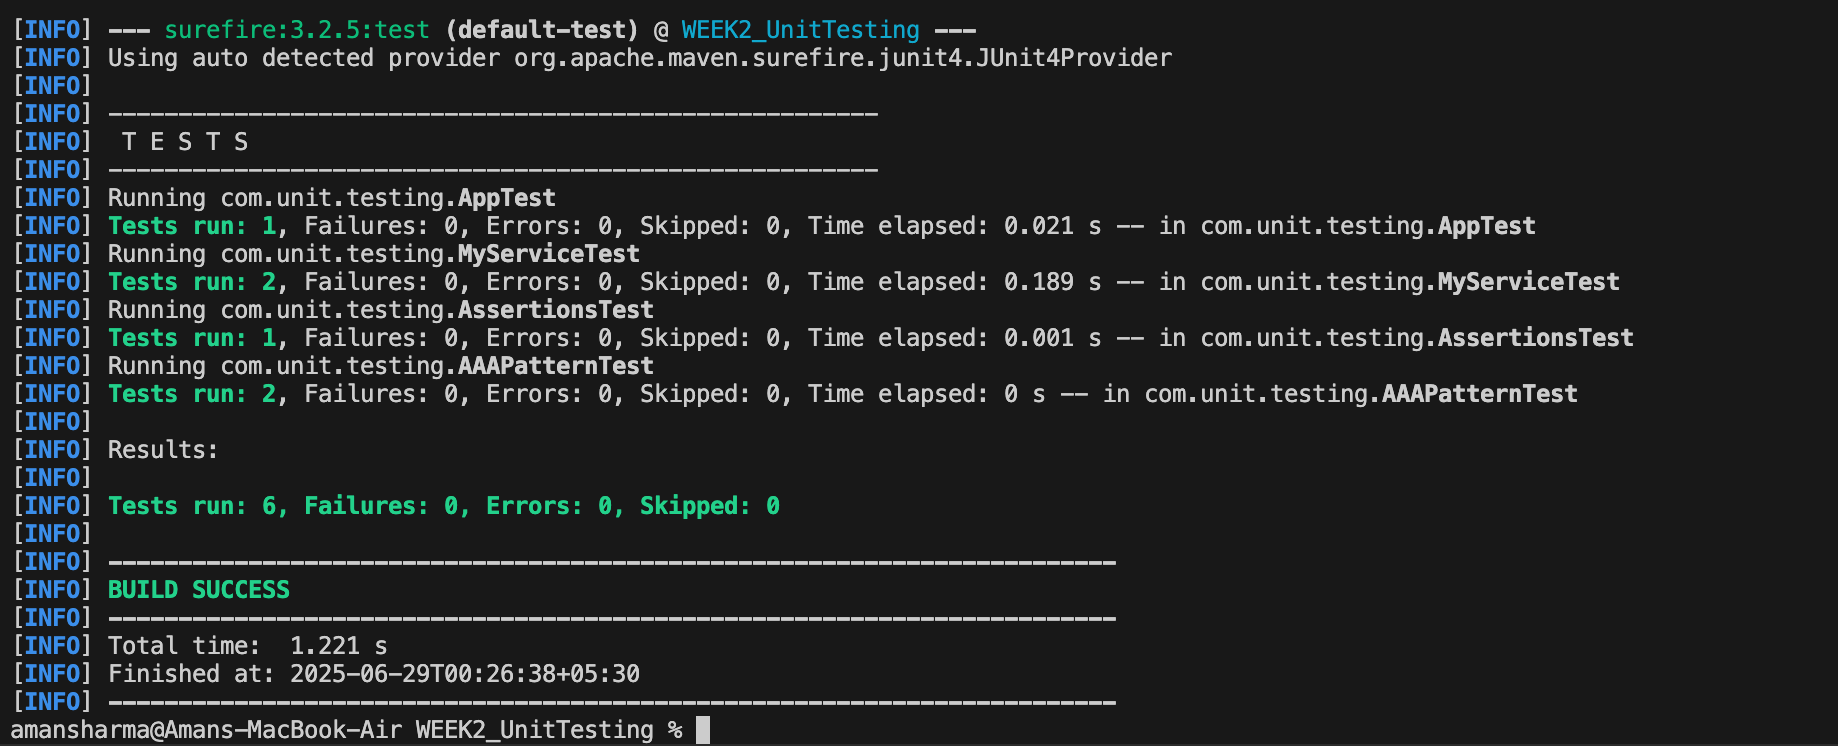 [INFO] --- surefire:3.2.5:test (default-test) @ WEEK2_UnitTesting ---
[INFO] Using auto detected provider org.apache.maven.surefire.junit4.JUnit4Provider
[INFO]
[INFO] -------------------------------------------------------
[INFO]  T E S T S
[INFO] -------------------------------------------------------
[INFO] Running com.unit.testing.AppTest
[INFO] Tests run: 1, Failures: 0, Errors: 0, Skipped: 0, Time elapsed: 0.021 s -- in com.unit.testing.AppTest
[INFO] Running com.unit.testing.MyServiceTest
[INFO] Tests run: 2, Failures: 0, Errors: 0, Skipped: 0, Time elapsed: 0.189 s -- in com.unit.testing.MyServiceTest
[INFO] Running com.unit.testing.AssertionsTest
[INFO] Tests run: 1, Failures: 0, Errors: 0, Skipped: 0, Time elapsed: 0.001 s -- in com.unit.testing.AssertionsTest
[INFO] Running com.unit.testing.AAAPatternTest
[INFO] Tests run: 2, Failures: 0, Errors: 0, Skipped: 0, Time elapsed: 0 s -- in com.unit.testing.AAAPatternTest
[INFO]
[INFO] Results:
[INFO]
[INFO] Tests run: 6, Failures: 0, Errors: 0, Skipped: 0
[INFO]
[INFO] ------------------------------------------------------------------------
[INFO] BUILD SUCCESS
[INFO] ------------------------------------------------------------------------
[INFO] Total time:  1.221 s
[INFO] Finished at: 2025-06-29T00:26:38+05:30
[INFO] ------------------------------------------------------------------------
amansharma@Amans-MacBook-Air WEEK2_UnitTesting %